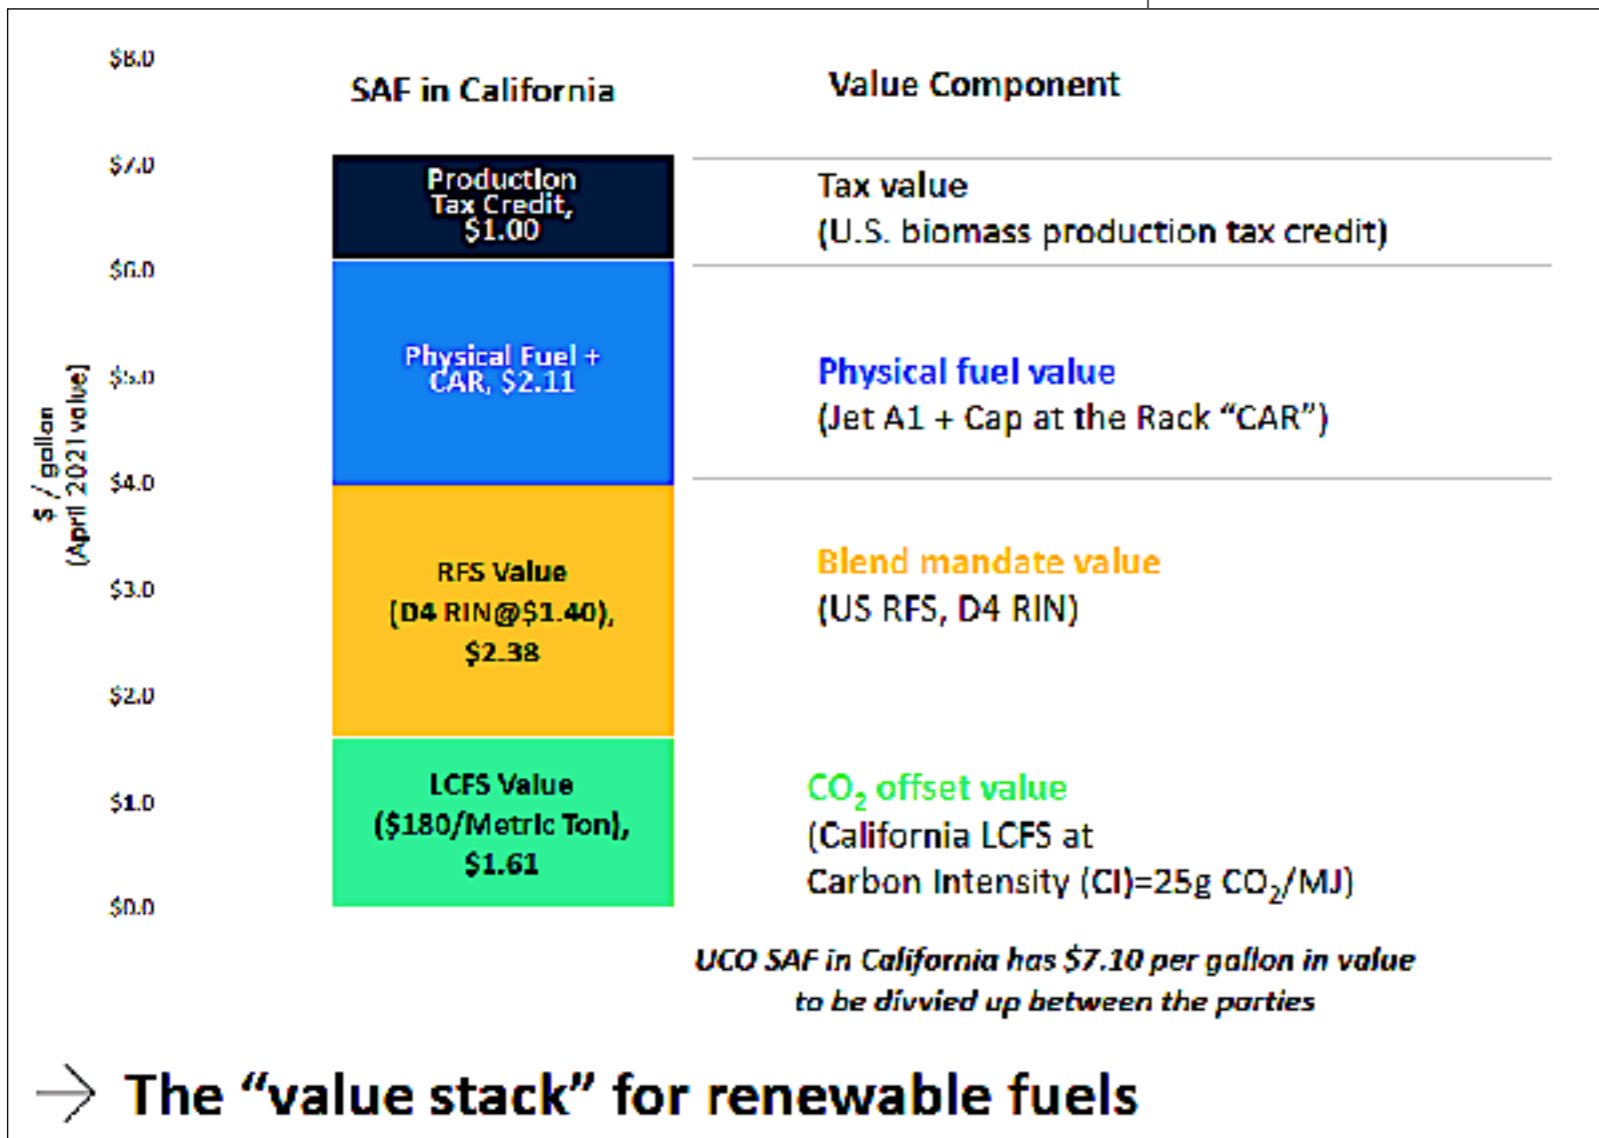 $8.0
SAF in California
Value Component
$7.0
Production
Tax Credit,
$1.00
Tax value
(U.S. biomass production tax credit)
$6.0
Physical Fuel +
CAR, $2.11
Physical fuel value
(Jet A1 + Cap at the Rack “CAR”)
$5.0
$ / gallon
(April 2021 value)
$4.0
RFS Value
(D4 RIN@$1.40),
$2.38
Blend mandate value
(US RFS, D4 RIN)
$3.0
$2.0
LCFS Value
($180/Metric Ton),
$1.61
CO₂ offset value
(California LCFS at
Carbon Intensity (CI)=25g CO₂/MJ)
$1.0
$0.0
UCO SAF in California has $7.10 per gallon in value
to be divvied up between the parties
The “value stack” for renewable fuels